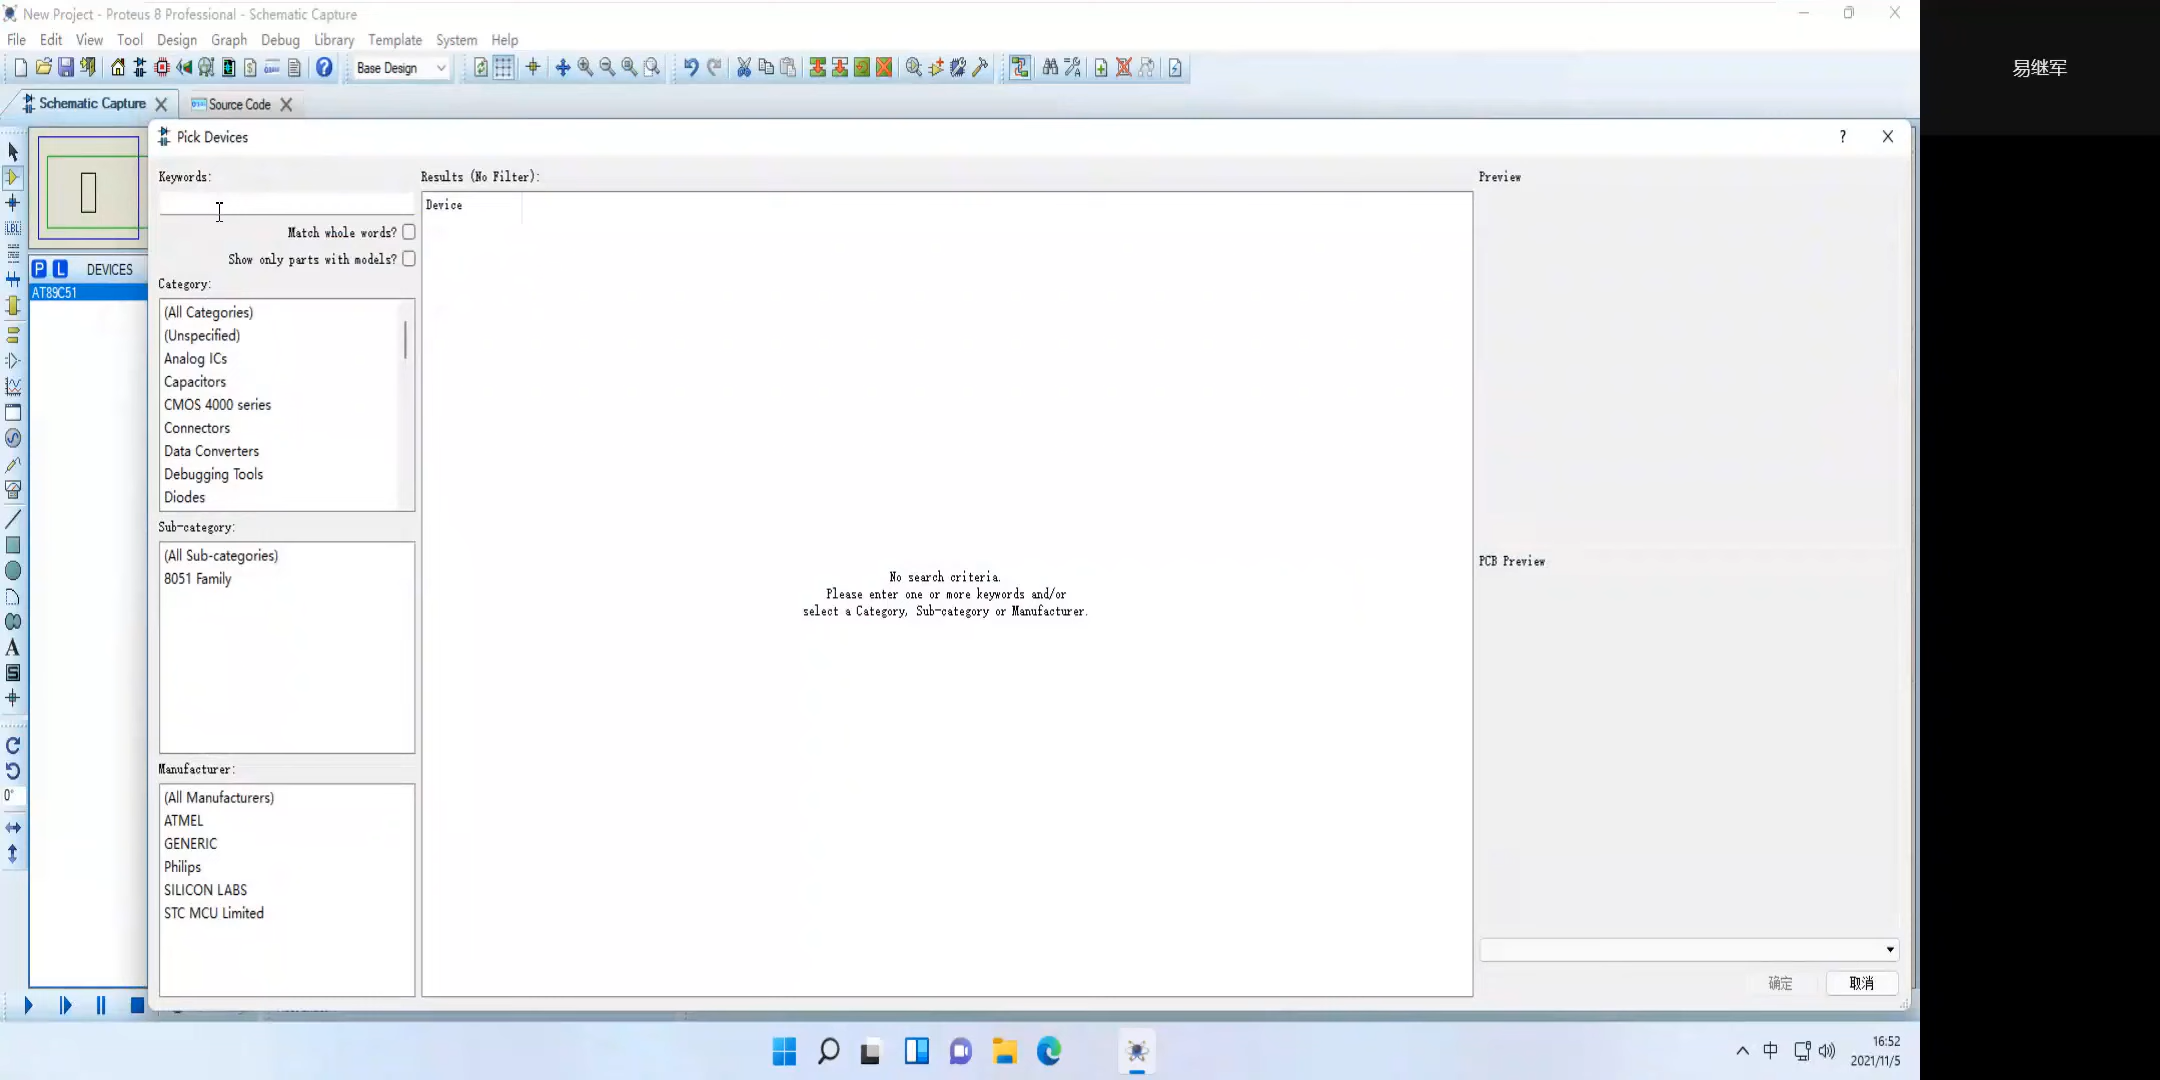 New Project - Proteus 8 Professional - Schematic Capture
File Edit View Tool Design Graph Debug Library Template System Help
Base Design
Schematic Capture
Source Code
易继军
Pick Devices
Keywords:
Match whole words?
Show only parts with models?
Category:
(All Categories)
(Unspecified)
Analog ICs
Capacitors
CMOS 4000 series
Connectors
Data Converters
Debugging Tools
Diodes
Sub-category:
(All Sub-categories)
8051 Family
Manufacturer:
(All Manufacturers)
ATMEL
GENERIC
Philips
SILICON LABS
STC MCU Limited
Results (No Filter):
Device
No search criteria.
Please enter one or more keywords and/or
select a Category, Sub-category or Manufacturer.
Preview
PCB Preview
确定
取消
P L DEVICES
AT89C51
LBL
A
S
0°
中
16:52
2021/11/5